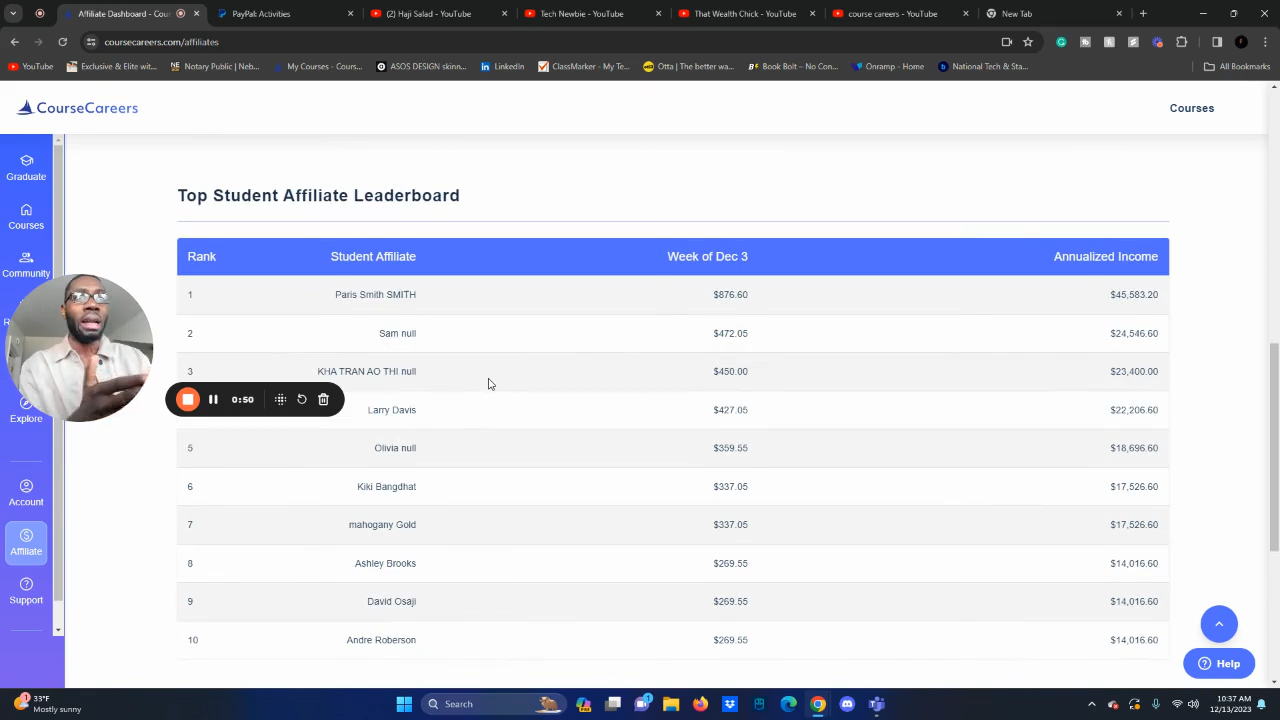 Affiliate Dashboard - Cours
PayPal: Activities
(2) Haji Salad - YouTube
Tech Newbie - YouTube
That Wealth Chick - YouTube
course careers - YouTube
New Tab
coursecareers.com/affiliates
YouTube
Exclusive & Elite wit...
Notary Public | Neb...
My Courses - Cours...
ASOS DESIGN skinn...
LinkedIn
ClassMarker - My Te...
Otta | The better wa...
Book Bolt – No Con...
Onramp - Home
National Tech & Sta...
All Bookmarks
CourseCareers
Courses
Graduate
Courses
Community
Explore
Account
Affiliate
Support
Top Student Affiliate Leaderboard
Rank Student Affiliate Week of Dec 3 Annualized Income
1 Paris Smith SMITH $876.60 $45,583.20
2 Sam null $472.05 $24,546.60
3 KHA TRAN AO THI null $450.00 $23,400.00
Larry Davis $427.05 $22,206.60
5 Olivia null $359.55 $18,696.60
6 Kiki Bangdhat $337.05 $17,526.60
7 mahogany Gold $337.05 $17,526.60
8 Ashley Brooks $269.55 $14,016.60
9 David Osaji $269.55 $14,016.60
10 Andre Roberson $269.55 $14,016.60
0:50
Help
33°F
Mostly sunny
Search
10:37 AM
12/13/2023